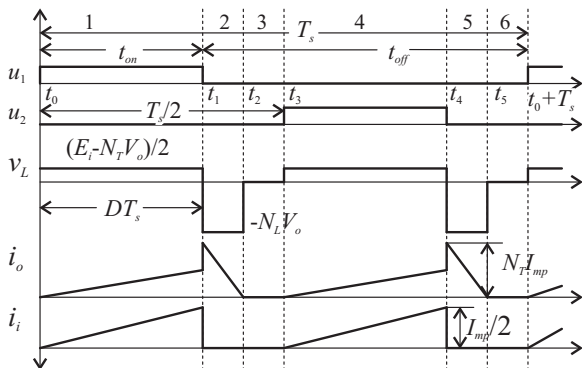 1 2 3 4 5 6
T_s
t_on t_off
u_1
t_0 t_1 t_2 t_3 t_4 t_5 t_0+T_s
T_s/2
u_2
(E_i-N_TV_o)/2
v_L
DT_s -N_LV_o
i_o N_TI_mp
i_i I_mp/2